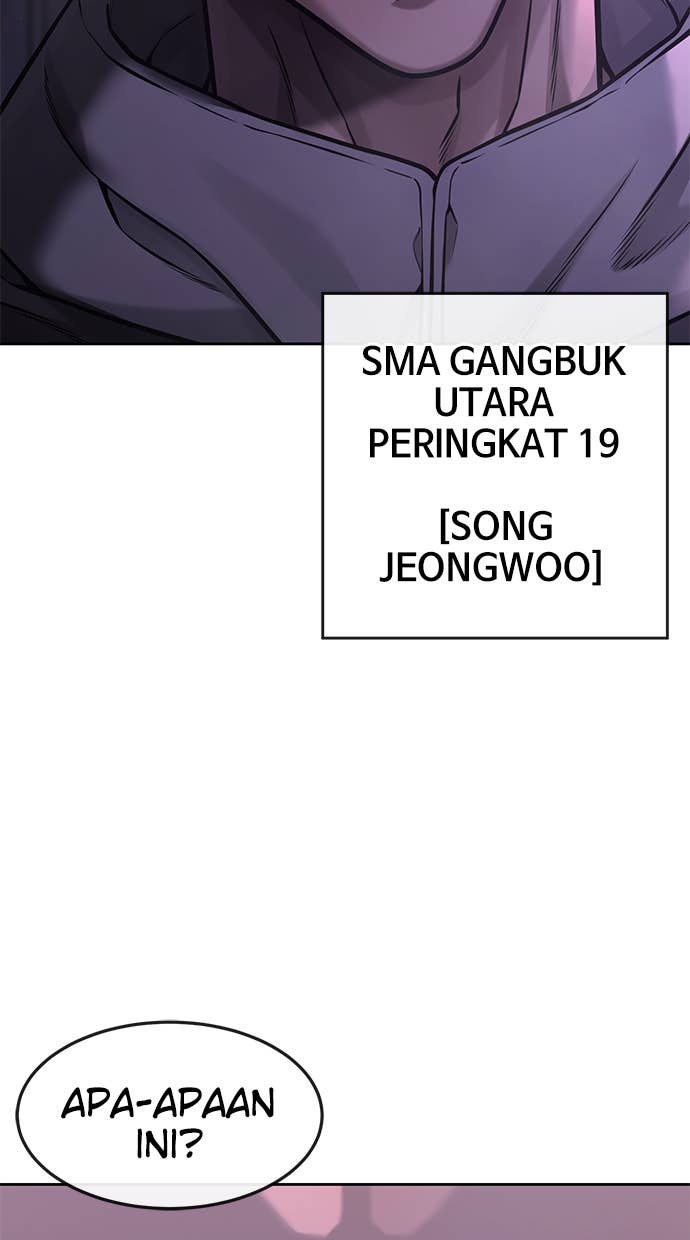 SMA GANGBUK
UTARA
PERINGKAT 19
[SONG
JEONGWOO]
APA-APAAN
INI?